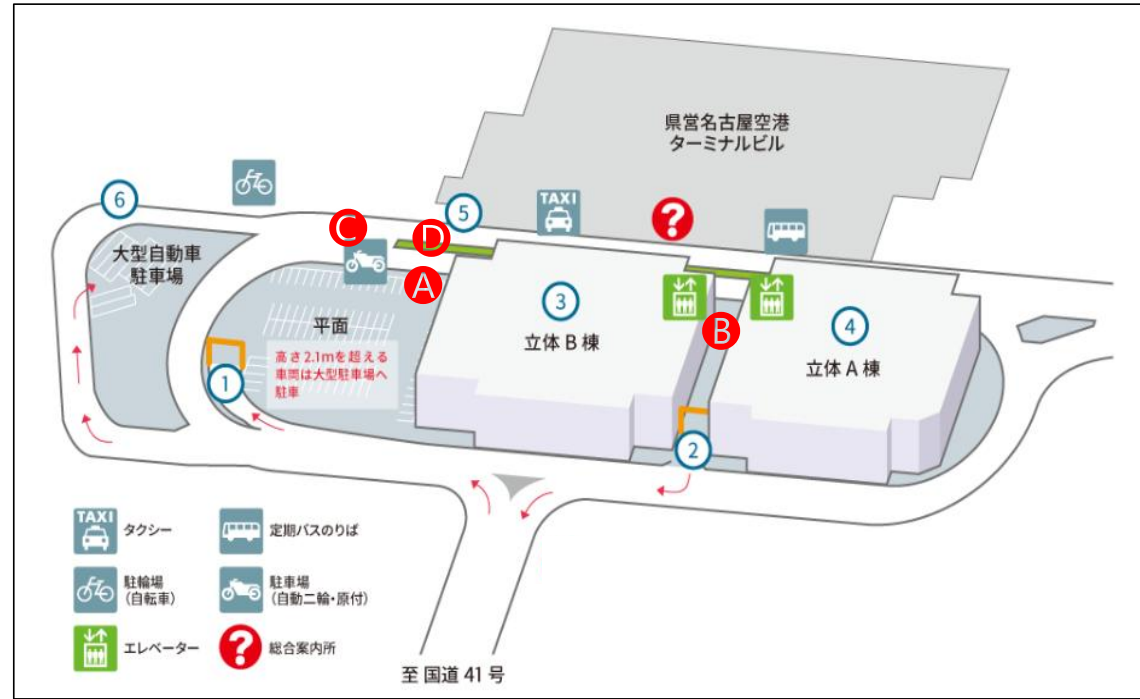 県営名古屋空港
ターミナルビル
TAXI
6
5
C
D
大型自動車
駐車場
A
平面
高さ2.1mを超える
車両は大型駐車場へ
駐車
3
立体 B 棟
B
4
立体 A 棟
1
2
TAXI
タクシー
定期バスのりば
駐輪場
(自転車)
駐車場
(自動二輪・原付)
エレベーター
?
総合案内所
?
至 国道 41 号